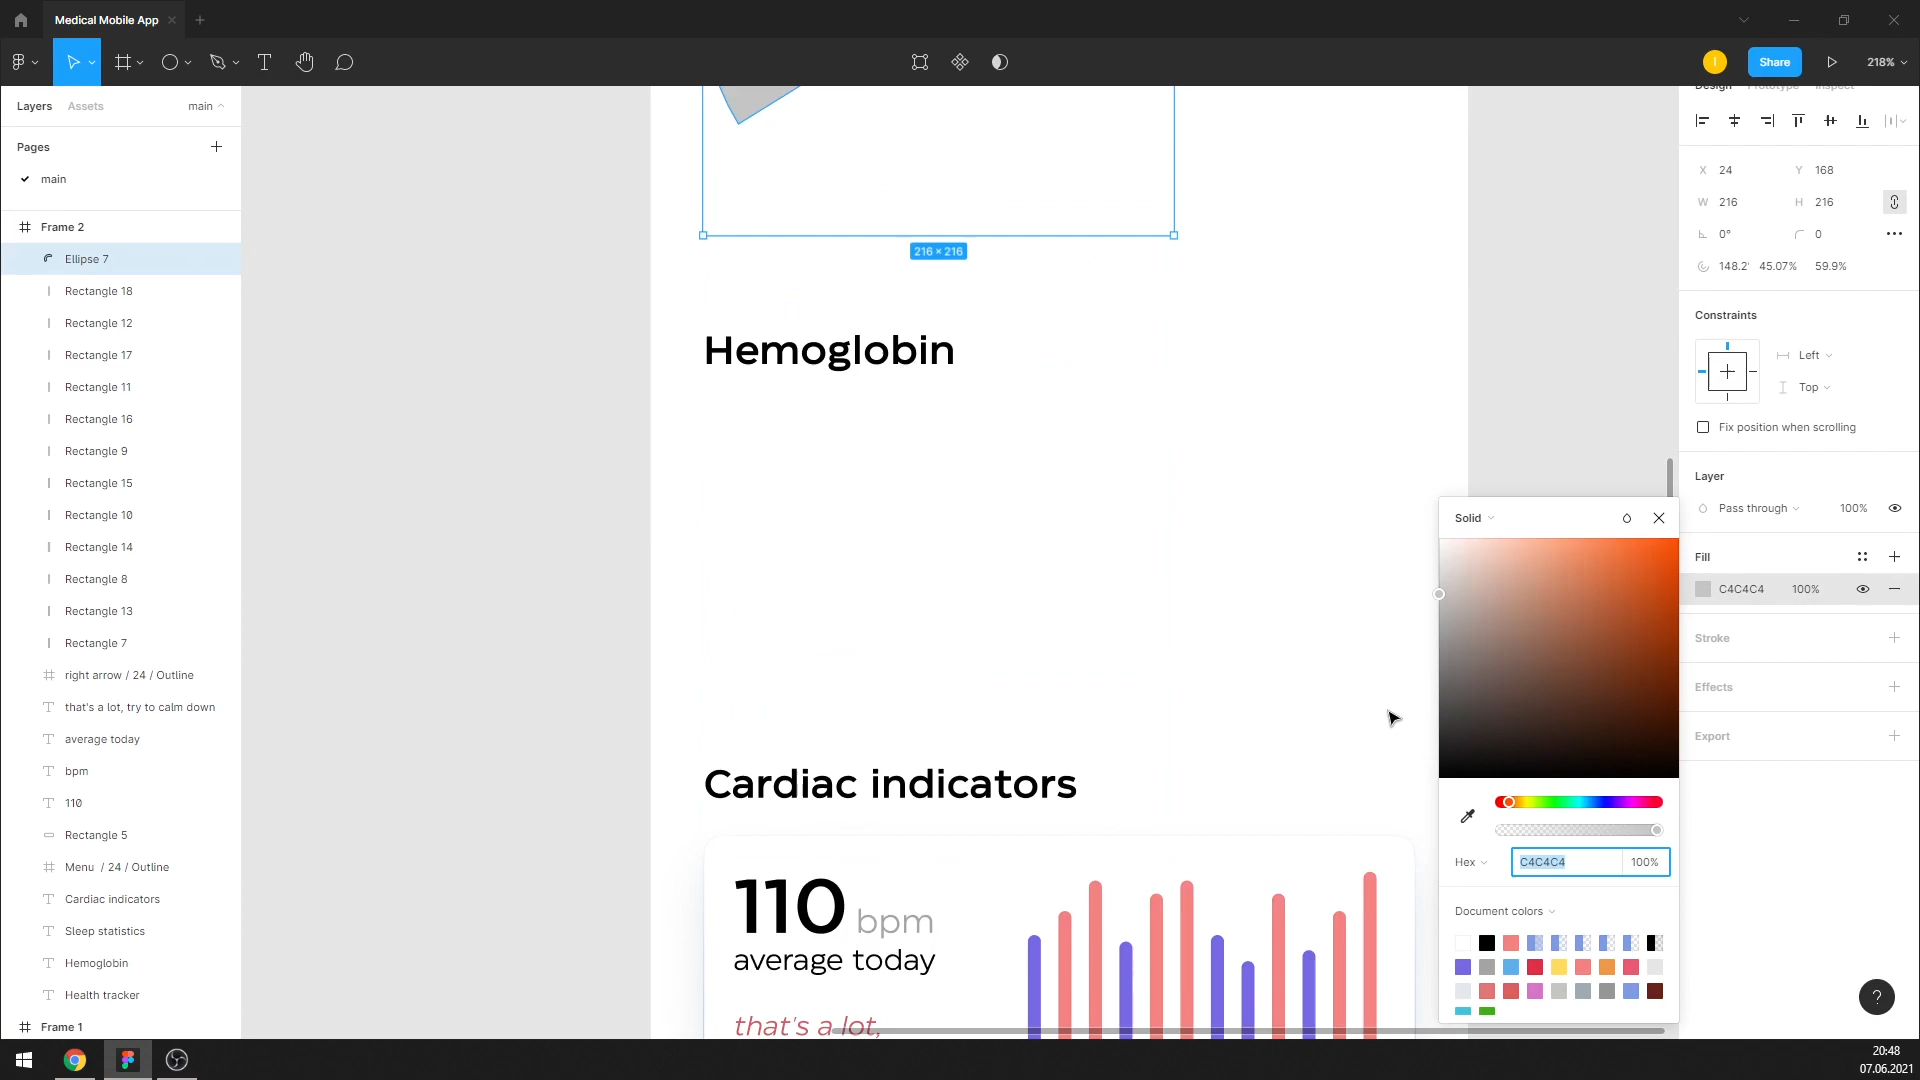 Medical Mobile App
Share
218%
Layers
Assets
main
Pages
main
Frame 2
Ellipse 7
Rectangle 18
Rectangle 12
Rectangle 17
Rectangle 11
Rectangle 16
Rectangle 9
Rectangle 15
Rectangle 10
Rectangle 14
Rectangle 8
Rectangle 13
Rectangle 7
right arrow / 24 / Outline
that's a lot, try to calm down
average today
bpm
110
Rectangle 5
Menu / 24 / Outline
Cardiac indicators
Sleep statistics
Hemoglobin
Health tracker
Frame 1
216 × 216
Hemoglobin
Cardiac indicators
110 bpm
average today
that's a lot,
Design Prototype Inspect
X 24 Y 168
W 216 H 216
0° 0
148.2° 45.07% 59.9%
Constraints
Left
Top
Fix position when scrolling
Layer
Pass through 100%
Fill
C4C4C4 100%
Stroke
Effects
Export
Solid
Hex C4C4C4 100%
Document colors
?
20:48
07.06.2021